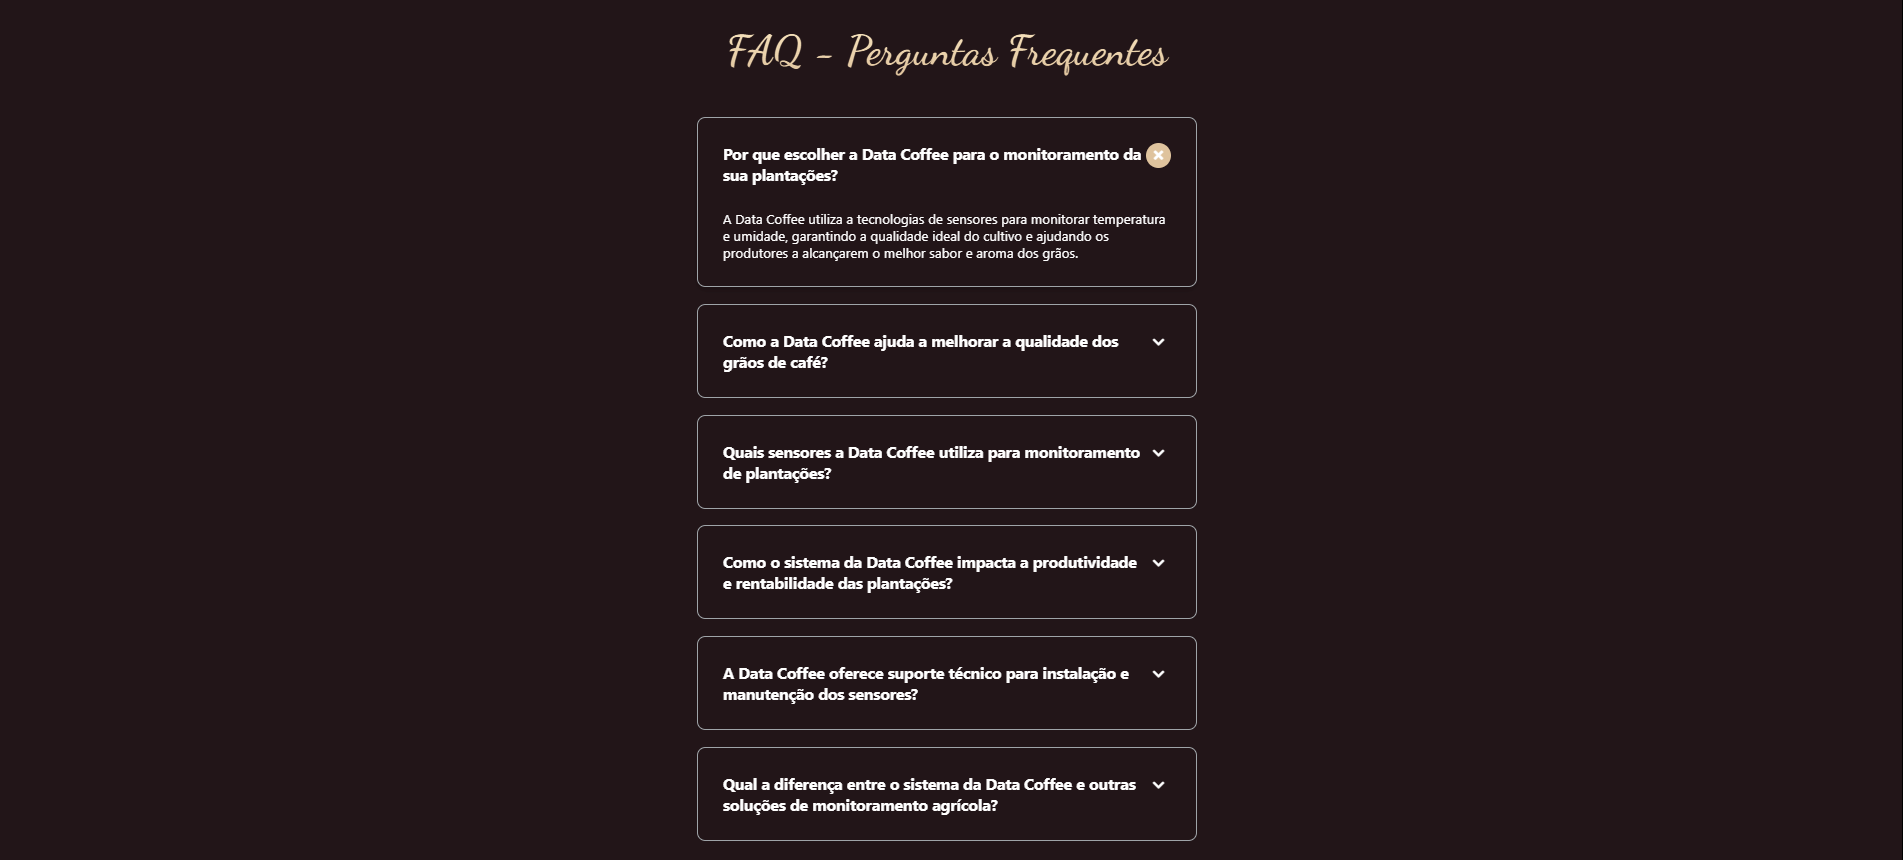 FAQ - Perguntas Frequentes
Por que escolher a Data Coffee para o monitoramento da
sua plantações?
A Data Coffee utiliza a tecnologias de sensores para monitorar temperatura
e umidade, garantindo a qualidade ideal do cultivo e ajudando os
produtores a alcançarem o melhor sabor e aroma dos grãos.
Como a Data Coffee ajuda a melhorar a qualidade dos
grãos de café?
Quais sensores a Data Coffee utiliza para monitoramento
de plantações?
Como o sistema da Data Coffee impacta a produtividade
e rentabilidade das plantações?
A Data Coffee oferece suporte técnico para instalação e
manutenção dos sensores?
Qual a diferença entre o sistema da Data Coffee e outras
soluções de monitoramento agrícola?